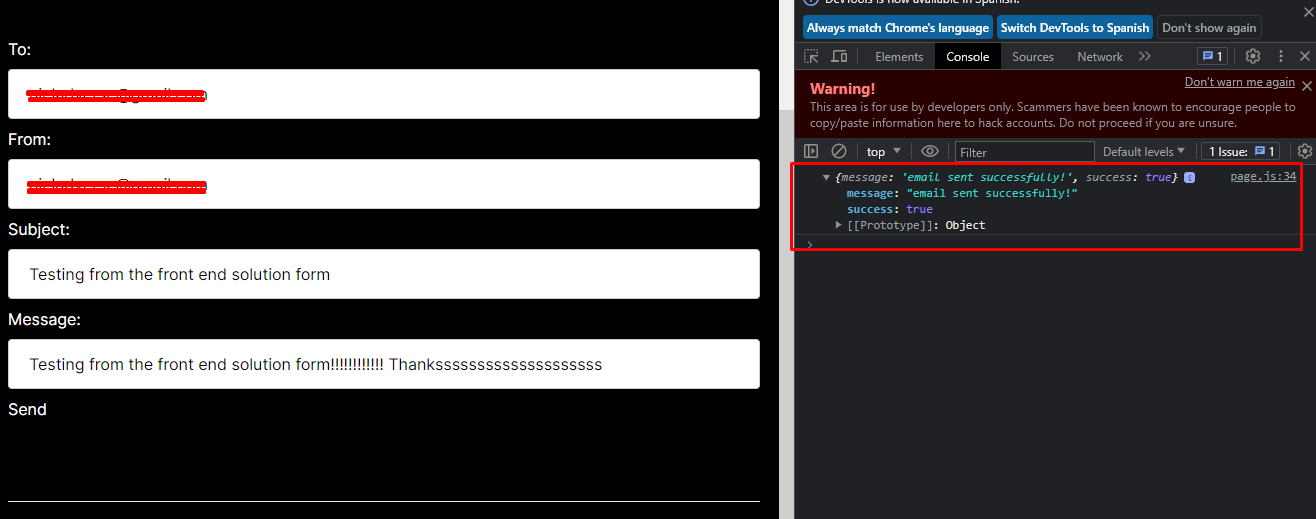 To:
From:
Subject:
Testing from the front end solution form
Message:
Testing from the front end solution form!!!!!!!!!!!! Thankssssssssssssssssssss
Send
DevTools is now available in Spanish!
Always match Chrome's language Switch DevTools to Spanish Don't show again
Elements Console Sources Network 1
Warning! Don't warn me again
This area is for use by developers only. Scammers have been known to encourage people to
copy/paste information here to hack accounts. Do not proceed if you are unsure.
top Filter Default levels 1 Issue: 1
{message: 'email sent successfully!', success: true} page.js:34
message: "email sent successfully!"
success: true
[[Prototype]]: Object